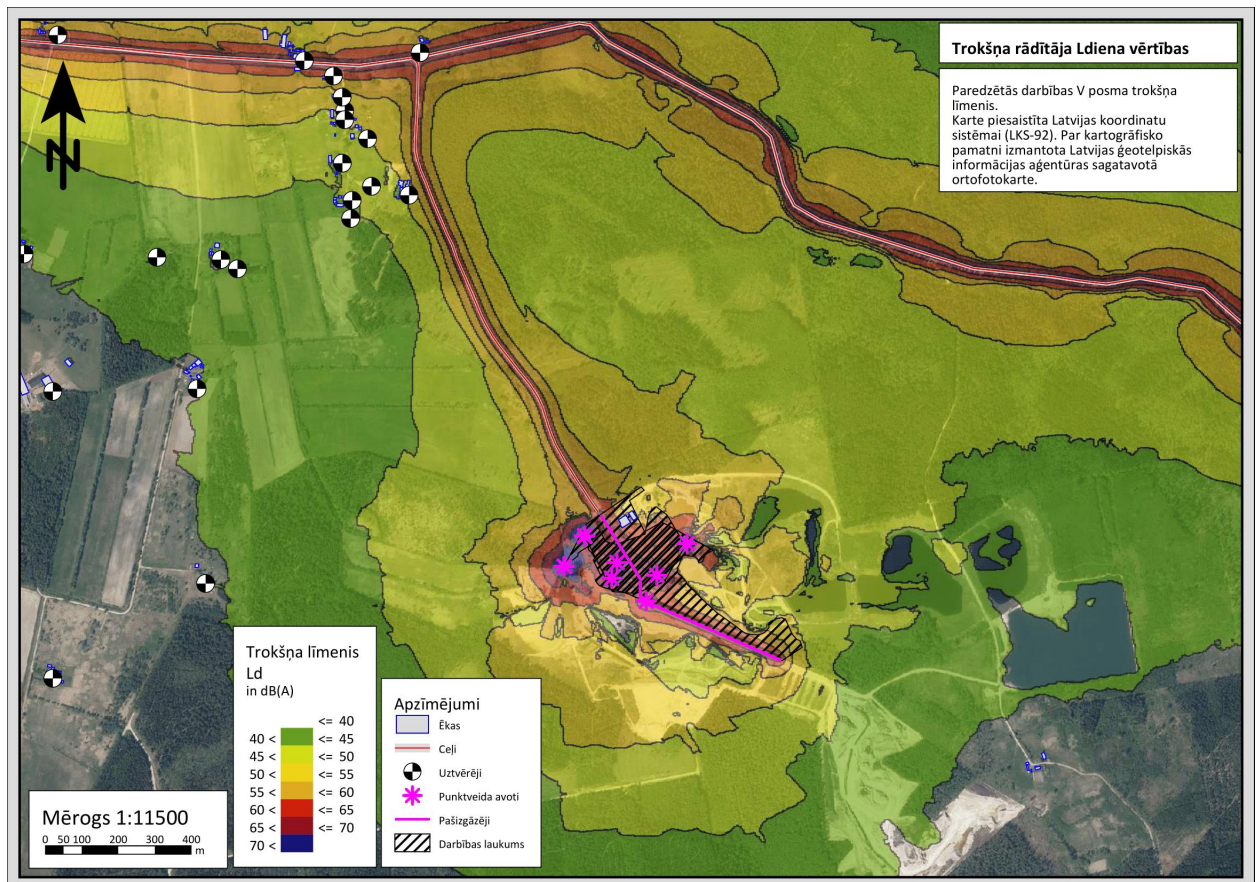 Trokšņa rādītāja Ldiena vērtības
Paredzētās darbības V posma trokšņa
līmenis.
Karte piesaistīta Latvijas koordinatu
sistēmai (LKS-92). Par kartogrāfisko
pamatni izmantota Latvijas ģeotelpiskās
informācijas aģentūras sagatavotā
ortofotokarte.
N
Trokšņa līmenis
Ld
in dB(A)
<= 40
40 < <= 45
45 < <= 50
50 < <= 55
55 < <= 60
60 < <= 65
65 < <= 70
70 <
Apzīmējumi
Ēkas
Ceļi
Uztvērēji
Punktveida avoti
Pašizgāzēji
Darbības laukums
Mērogs 1:11500
0 50 100 200 300 400
m